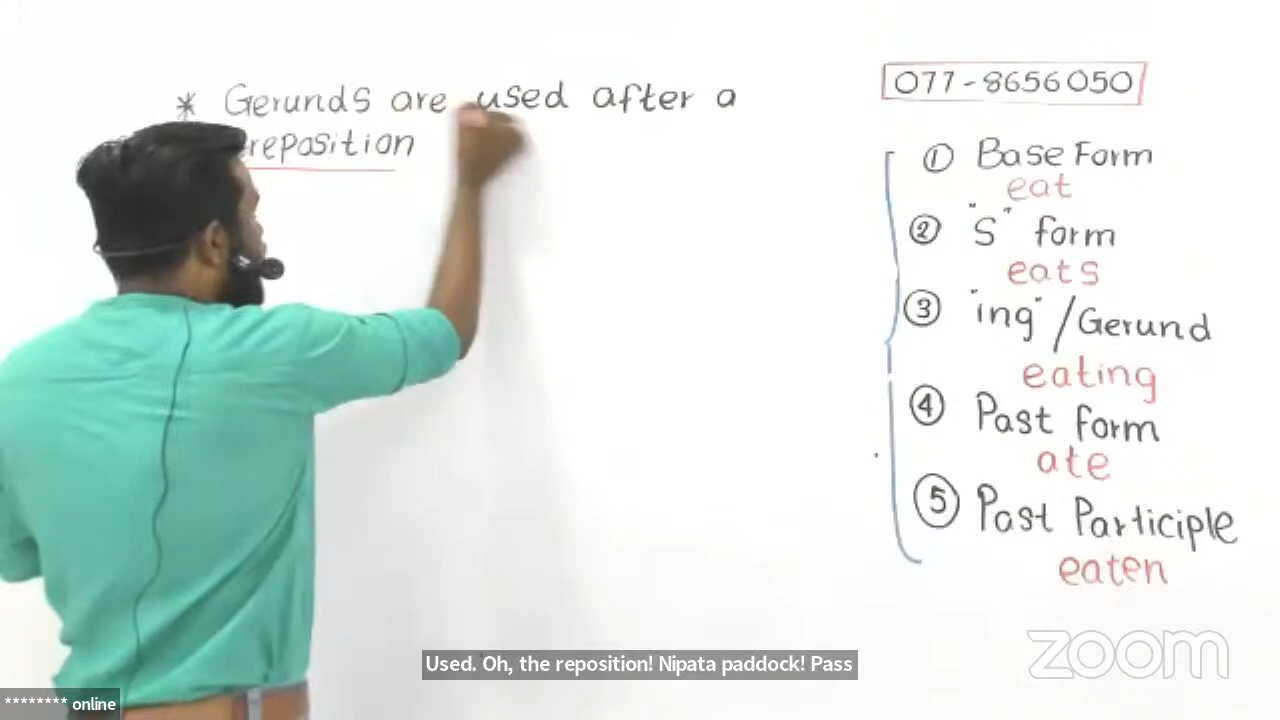 * Gerunds are used after a
reposition
077-8656050
① Base Form
eat
② "S" form
eats
③ "ing" / Gerund
eating
④ Past form
ate
⑤ Past Participle
eaten
zoom
Used. Oh, the reposition! Nipata paddock! Pass
******** online